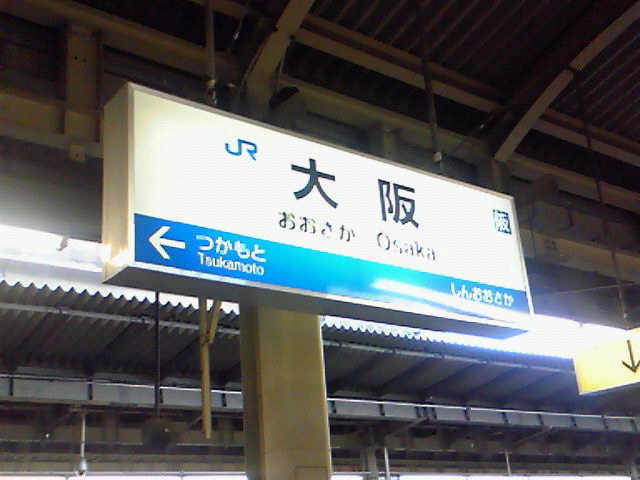 JR
大阪
阪
おおさか Osaka
つかもと
Tsukamoto
しんおおさか